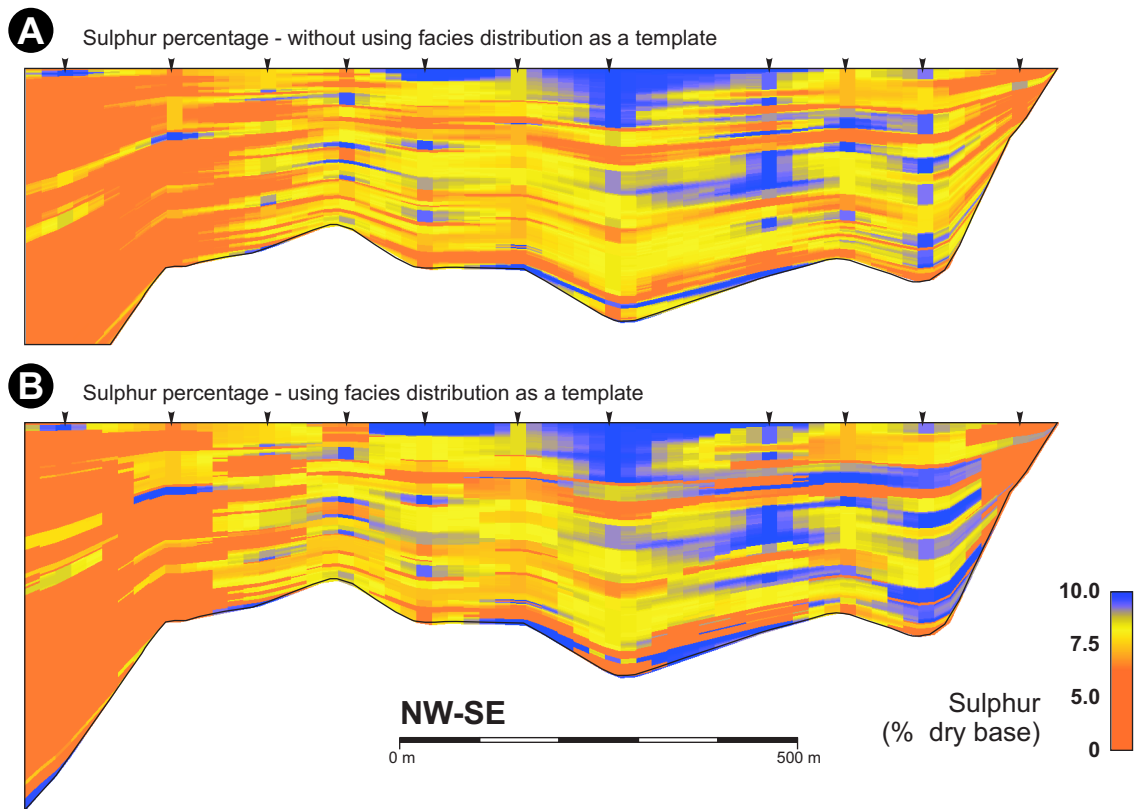 A
Sulphur percentage - without using facies distribution as a template
B
Sulphur percentage - using facies distribution as a template
NW-SE
0 m
500 m
Sulphur
(% dry base)
10.0
7.5
5.0
0